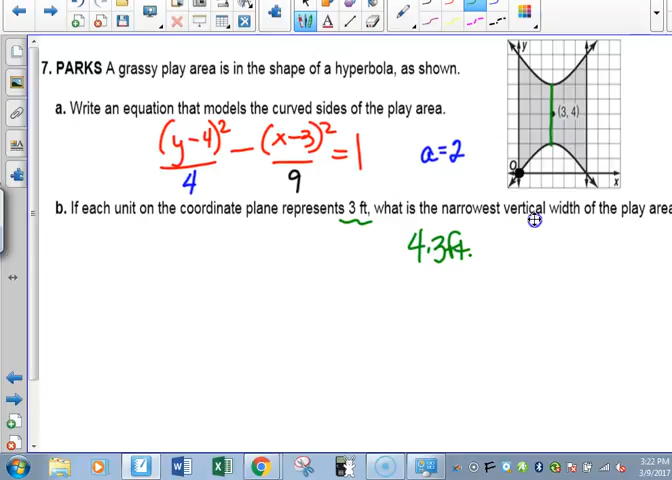 7. PARKS A grassy play area is in the shape of a hyperbola, as shown.
y
a. Write an equation that models the curved sides of the play area.
(3, 4)
(y-4)²/4 - (x-3)²/9 = 1
a=2
O
x
b. If each unit on the coordinate plane represents 3 ft, what is the narrowest vertical width of the play area
4·3ft.
3:22 PM
3/9/2017